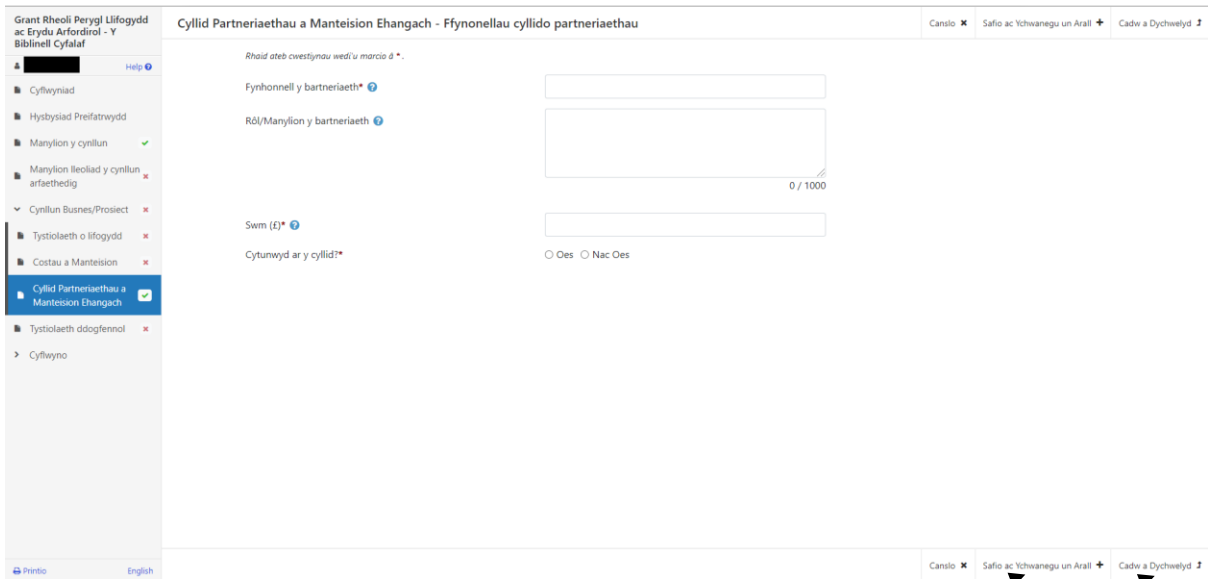 Grant Rheoli Perygl Llifogydd
ac Erydu Arfordirol - Y
Biblinell Cyfalaf
Help
Cyflwyniad
Hysbysiad Preifatrwydd
Manylion y cynllun
Manylion lleoliad y cynllun
arfaethedig
Cynllun Busnes/Prosiect
Tystiolaeth o lifogydd
Costau a Manteision
Cyllid Partneriaethau a
Manteision Ehangach
Tystiolaeth ddogfennol
Cyflwyno
Printio English
Cyllid Partneriaethau a Manteision Ehangach - Ffynonellau cyllido partneriaethau
Canslo Safio ac Ychwanegu un Arall Cadw a Dychwelyd
Rhaid ateb cwestiynau wedi'u marcio â * .
Fynhonnell y bartneriaeth*
Rôl/Manylion y bartneriaeth
0 / 1000
Swm (£)*
Cytunwyd ar y cyllid?* Oes Nac Oes
Canslo Safio ac Ychwanegu un Arall Cadw a Dychwelyd